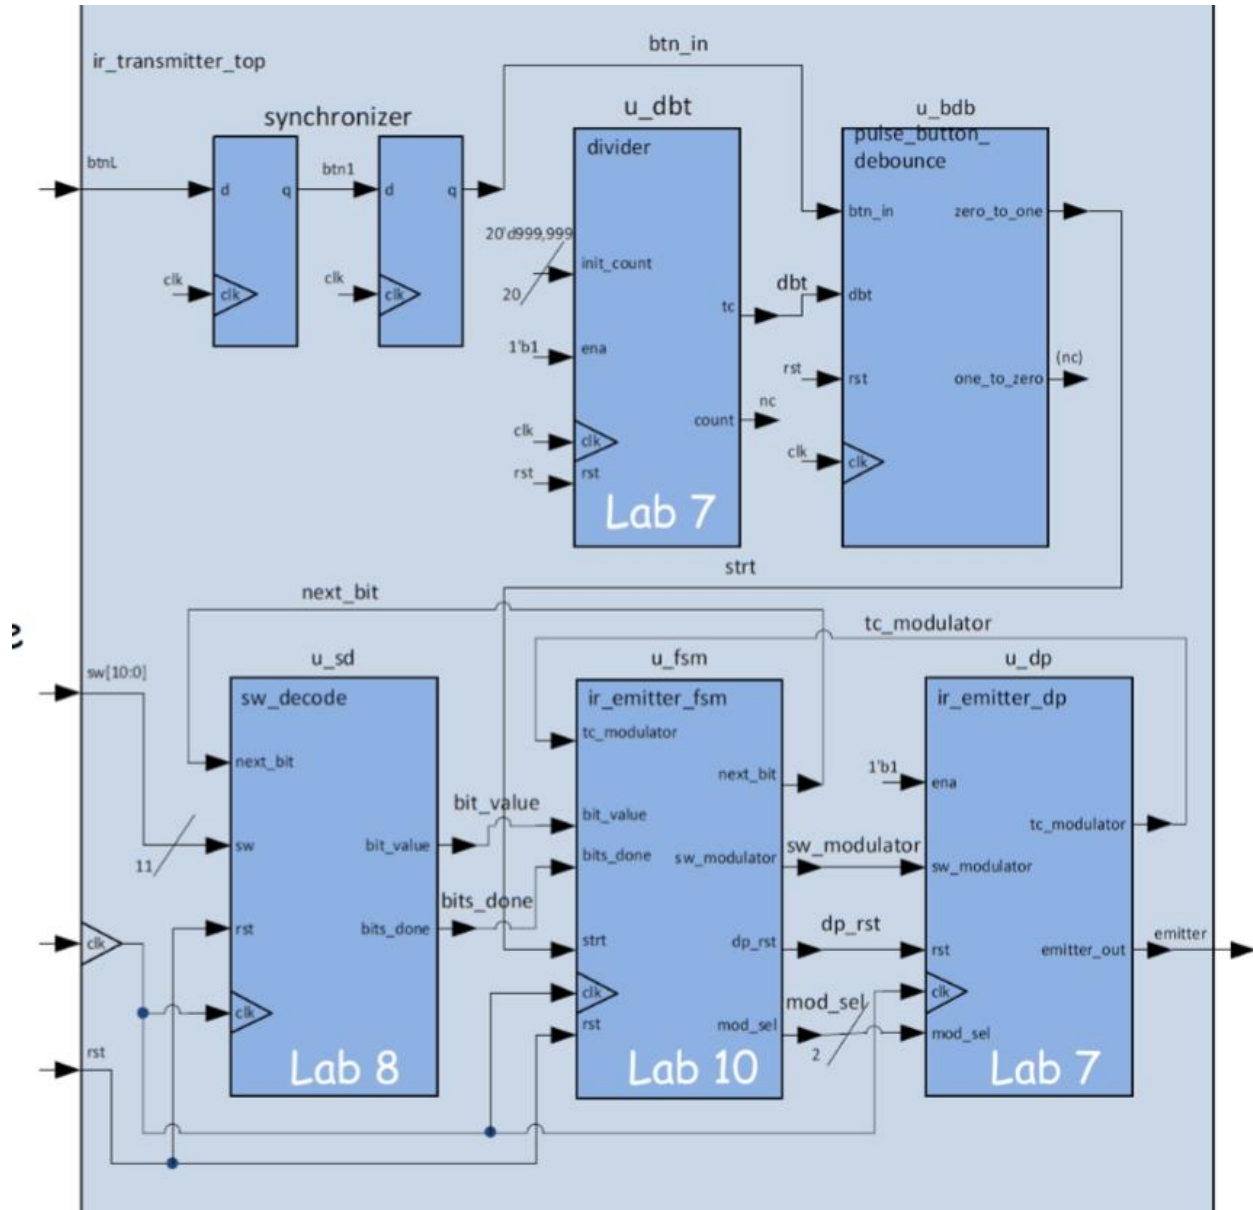 btn_in
ir_transmitter_top
synchronizer
u_dbt
u_bdb
divider
pulse_button_
debounce
btnL
d
q
btn1
d
q
btn_in
zero_to_one
20'd999,999
init_count
20
clk
clk
clk
clk
tc
dbt
dbt
1'b1
ena
rst
rst
one_to_zero
(nc)
count
nc
clk
clk
clk
clk
rst
rst
Lab 7
strt
next_bit
tc_modulator
e
u_sd
u_fsm
u_dp
sw[10:0]
sw_decode
ir_emitter_fsm
ir_emitter_dp
tc_modulator
next_bit
next_bit
1'b1
ena
bit_value
bit_value
tc_modulator
sw
bit_value
bits_done
sw_modulator
sw_modulator
sw_modulator
11
bits_done
rst
bits_done
strt
dp_rst
dp_rst
rst
emitter_out
emitter
clk
clk
clk
clk
mod_sel
rst
mod_sel
2
mod_sel
rst
Lab 8
Lab 10
Lab 7